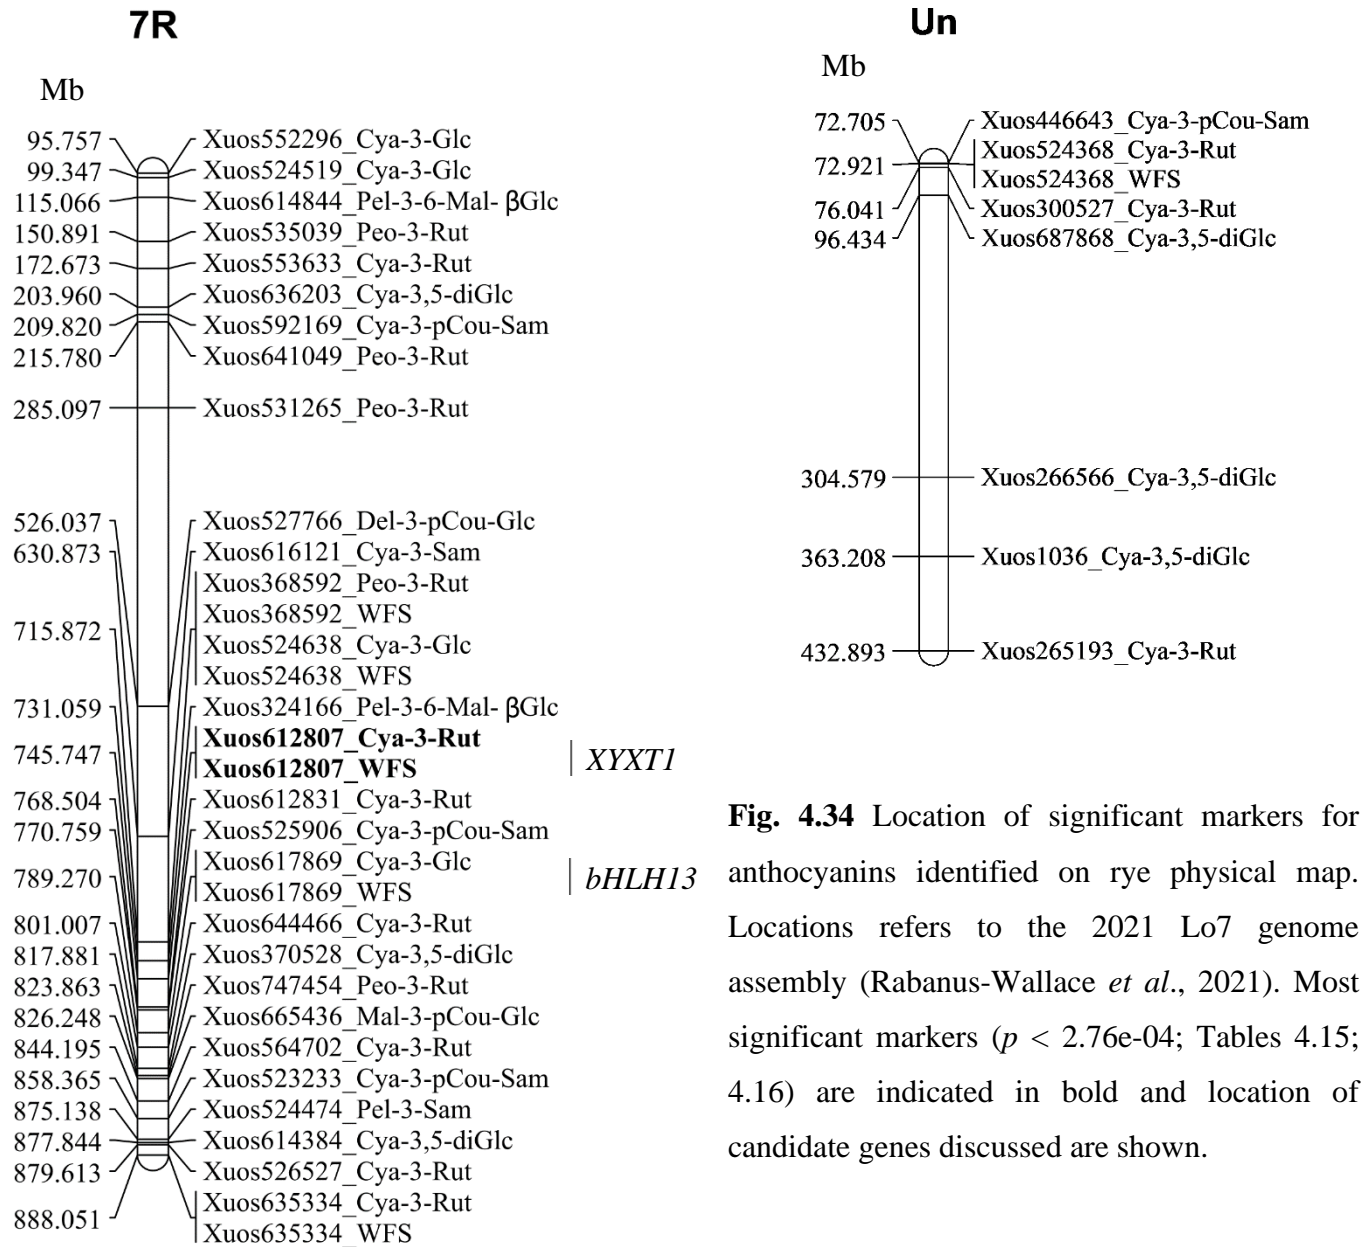 7R
Mb
95.757 Xuos552296_Cya-3-Glc
99.347 Xuos524519_Cya-3-Glc
115.066 Xuos614844_Pel-3-6-Mal- βGlc
150.891 Xuos535039_Peo-3-Rut
172.673 Xuos553633_Cya-3-Rut
203.960 Xuos636203_Cya-3,5-diGlc
209.820 Xuos592169_Cya-3-pCou-Sam
215.780 Xuos641049_Peo-3-Rut
285.097 Xuos531265_Peo-3-Rut
526.037 Xuos527766_Del-3-pCou-Glc
630.873 Xuos616121_Cya-3-Sam
Xuos368592_Peo-3-Rut
Xuos368592_WFS
715.872
Xuos524638_Cya-3-Glc
Xuos524638_WFS
731.059 Xuos324166_Pel-3-6-Mal- βGlc
Xuos612807_Cya-3-Rut
745.747 XYXT1
Xuos612807_WFS
768.504 Xuos612831_Cya-3-Rut
770.759 Xuos525906_Cya-3-pCou-Sam
Xuos617869_Cya-3-Glc
789.270 bHLH13
Xuos617869_WFS
801.007 Xuos644466_Cya-3-Rut
817.881 Xuos370528_Cya-3,5-diGlc
823.863 Xuos747454_Peo-3-Rut
826.248 Xuos665436_Mal-3-pCou-Glc
844.195 Xuos564702_Cya-3-Rut
858.365 Xuos523233_Cya-3-pCou-Sam
875.138 Xuos524474_Pel-3-Sam
877.844 Xuos614384_Cya-3,5-diGlc
879.613 Xuos526527_Cya-3-Rut
Xuos635334_Cya-3-Rut
888.051
Xuos635334_WFS
Un
Mb
72.705 Xuos446643_Cya-3-pCou-Sam
Xuos524368_Cya-3-Rut
72.921
Xuos524368_WFS
76.041 Xuos300527_Cya-3-Rut
96.434 Xuos687868_Cya-3,5-diGlc
304.579 Xuos266566_Cya-3,5-diGlc
363.208 Xuos1036_Cya-3,5-diGlc
432.893 Xuos265193_Cya-3-Rut
Fig. 4.34 Location of significant markers for
anthocyanins identified on rye physical map.
Locations refers to the 2021 Lo7 genome
assembly (Rabanus-Wallace et al., 2021). Most
significant markers (p < 2.76e-04; Tables 4.15;
4.16) are indicated in bold and location of
candidate genes discussed are shown.